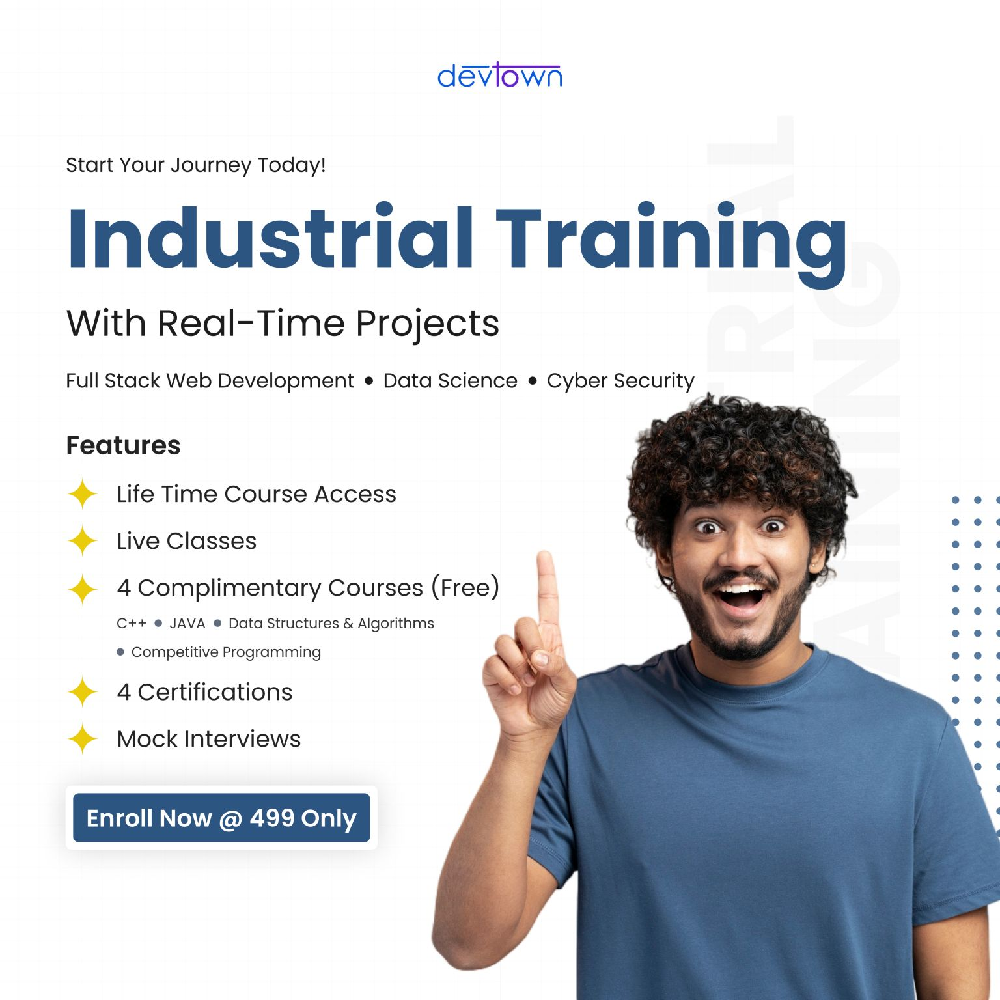 devtown
Start Your Journey Today!
Industrial Training
With Real-Time Projects
Full Stack Web Development • Data Science • Cyber Security
Features
Life Time Course Access
Live Classes
4 Complimentary Courses (Free)
C++ • JAVA • Data Structures & Algorithms
• Competitive Programming
4 Certifications
Mock Interviews
Enroll Now @ 499 Only
TRIAL
AINING